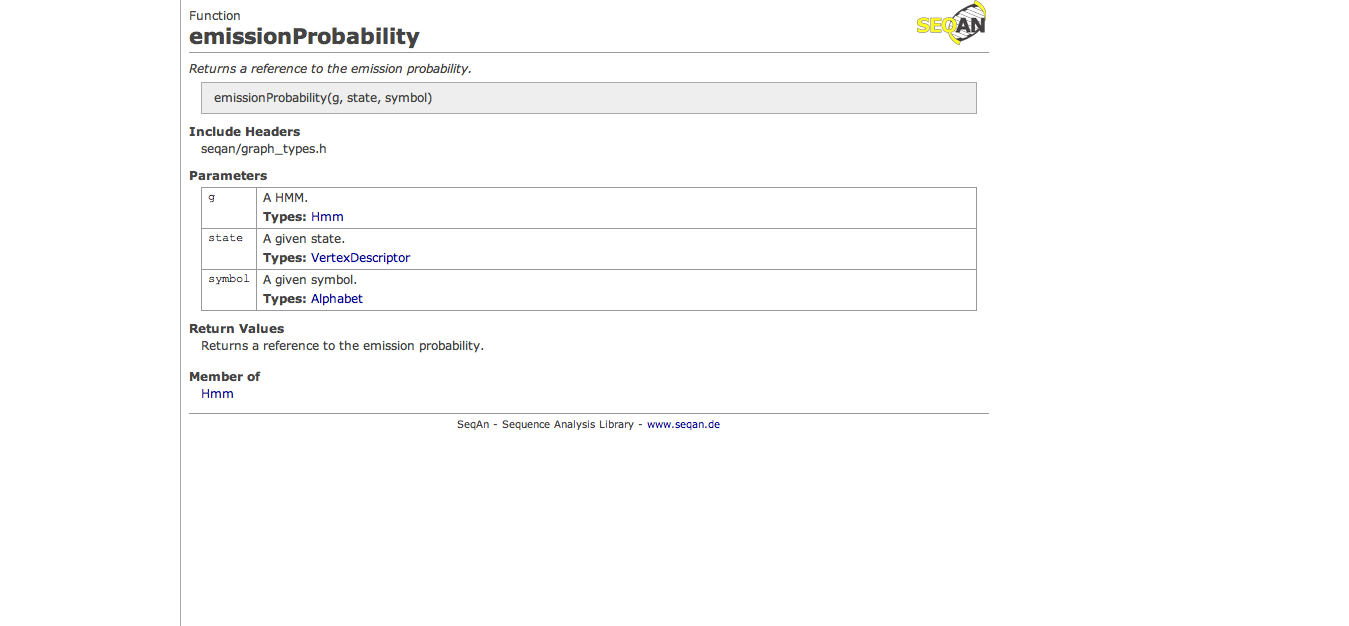 Function
SEQAN
emissionProbability
Returns a reference to the emission probability.
emissionProbability(g, state, symbol)
Include Headers
seqan/graph_types.h
Parameters
g A HMM.
Types: Hmm
state A given state.
Types: VertexDescriptor
symbol A given symbol.
Types: Alphabet
Return Values
Returns a reference to the emission probability.
Member of
Hmm
SeqAn - Sequence Analysis Library - www.seqan.de